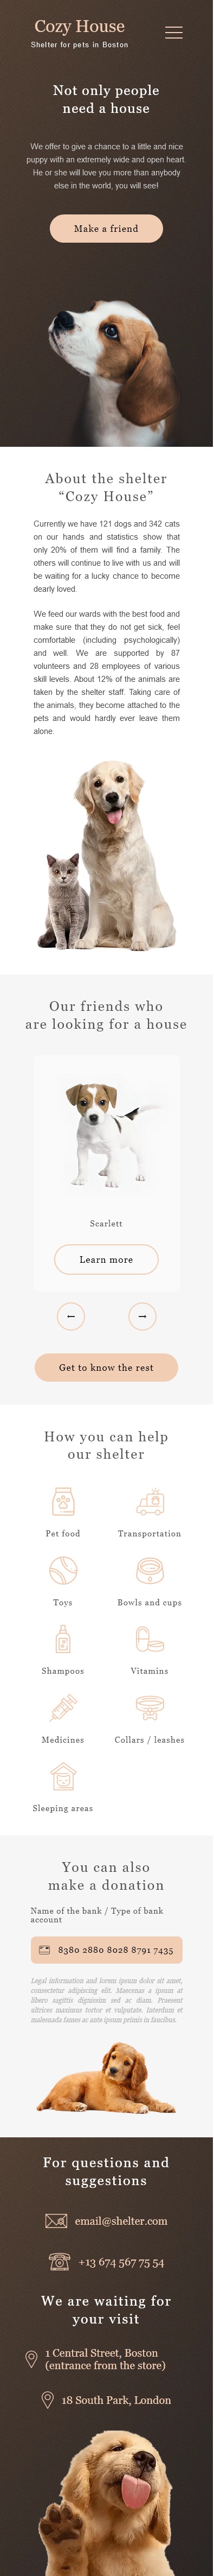 Cozy House
Shelter for pets in Boston
Not only people
need a house
We offer to give a chance to a little and nice
puppy with an extremely wide and open heart.
He or she will love you more than anybody
else in the world, you will see!
Make a friend
About the shelter
“Cozy House”
Currently we have 121 dogs and 342 cats
on our hands and statistics show that
only 20% of them will find a family. The
others will continue to live with us and will
be waiting for a lucky chance to become
dearly loved.
We feed our wards with the best food and
make sure that they do not get sick, feel
comfortable (including psychologically)
and well. We are supported by 87
volunteers and 28 employees of various
skill levels. About 12% of the animals are
taken by the shelter staff. Taking care of
the animals, they become attached to the
pets and would hardly ever leave them
alone.
Our friends who
are looking for a house
Scarlett
Learn more
Get to know the rest
How you can help
our shelter
Pet food
Transportation
Toys
Bowls and cups
Shampoos
Vitamins
Medicines
Collars / leashes
Sleeping areas
You can also
make a donation
Name of the bank / Type of bank
account
8380 2880 8028 8791 7435
Legal information and lorem ipsum dolor sit amet,
consectetur adipiscing elit. Maecenas a ipsum at
libero sagittis dignissim sed ac diam. Praesent
ultrices maximus tortor et vulputate. Interdum et
malesuada fames ac ante ipsum primis in faucibus.
For questions and
suggestions
email@shelter.com
+13 674 567 75 54
We are waiting for
your visit
1 Central Street, Boston
(entrance from the store)
18 South Park, London